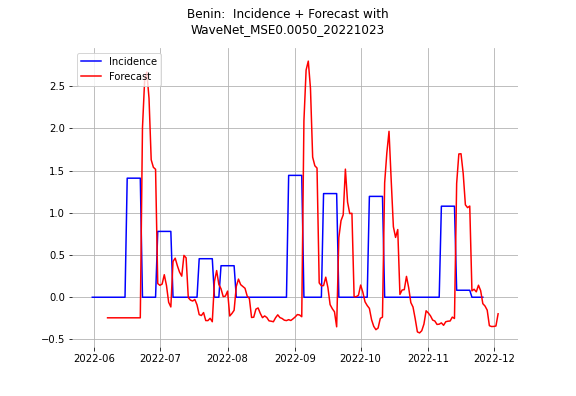 Benin:  Incidence + Forecast with
WaveNet_MSE0.0050_20221023
Incidence
Forecast
2.5
2.0
1.5
1.0
0.5
0.0
−0.5
2022-06 2022-07 2022-08 2022-09 2022-10 2022-11 2022-12